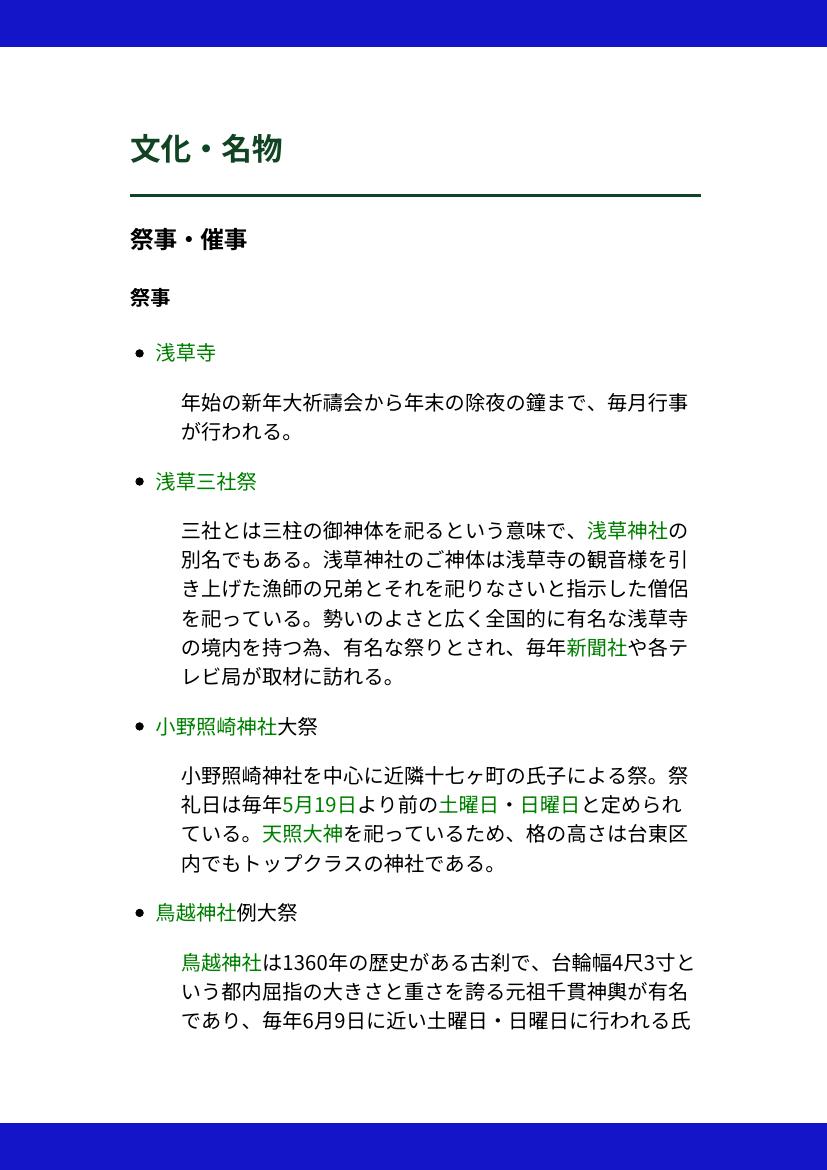 文化・名物
祭事・催事
祭事
• 浅草寺
年始の新年大祈禱会から年末の除夜の鐘まで、毎月行事
が行われる。
• 浅草三社祭
三社とは三柱の御神体を祀るという意味で、浅草神社の
別名でもある。浅草神社のご神体は浅草寺の観音様を引
き上げた漁師の兄弟とそれを祀りなさいと指示した僧侶
を祀っている。勢いのよさと広く全国的に有名な浅草寺
の境内を持つ為、有名な祭りとされ、毎年新聞社や各テ
レビ局が取材に訪れる。
• 小野照崎神社大祭
小野照崎神社を中心に近隣十七ヶ町の氏子による祭。祭
礼日は毎年5月19日より前の土曜日・日曜日と定められ
ている。天照大神を祀っているため、格の高さは台東区
内でもトップクラスの神社である。
• 鳥越神社例大祭
鳥越神社は1360年の歴史がある古刹で、台輪幅4尺3寸と
いう都内屈指の大きさと重さを誇る元祖千貫神輿が有名
であり、毎年6月9日に近い土曜日・日曜日に行われる氏